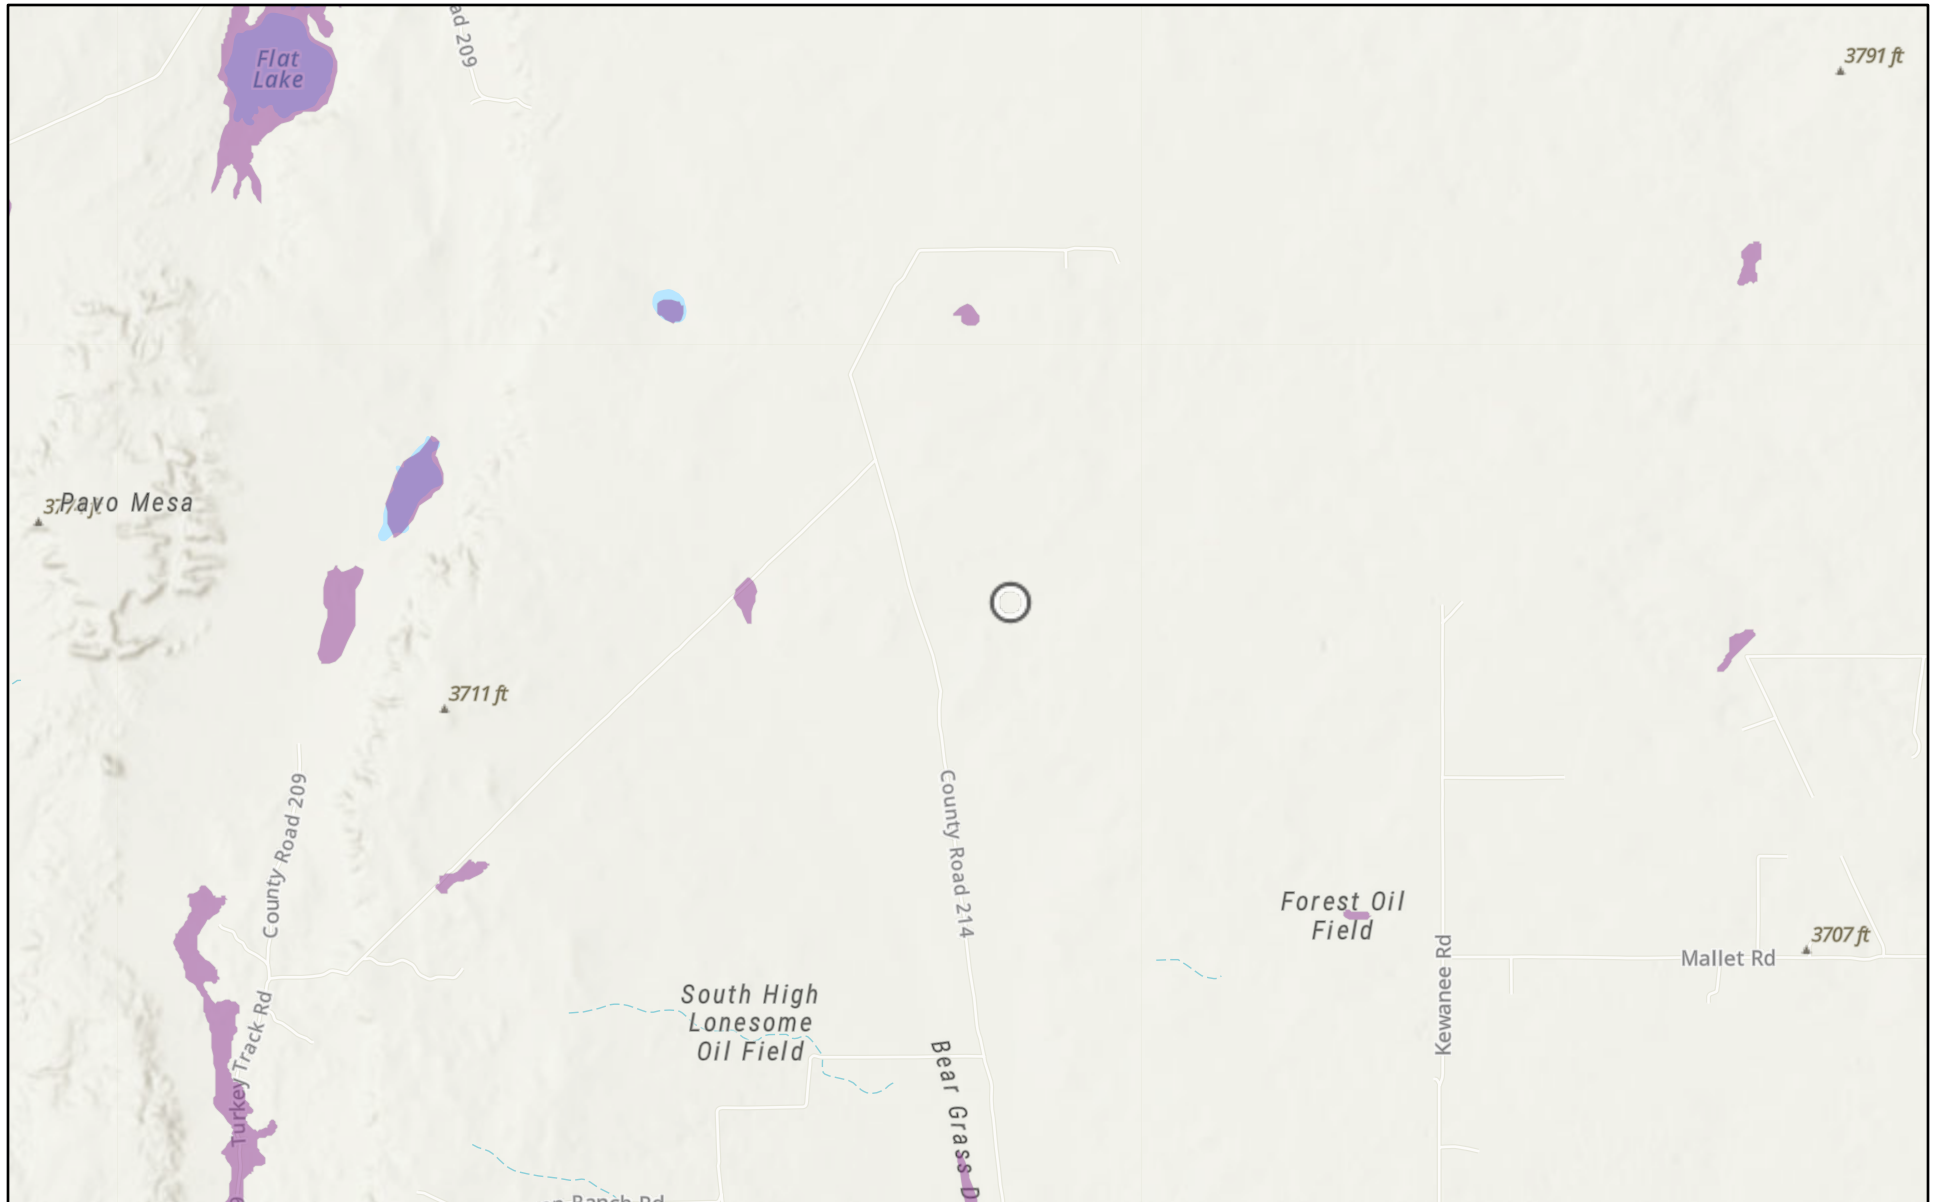 Flat
Lake
ad 209
3791 ft
Pavo Mesa
3711 ft
County Road 209
County Road 214
Forest Oil
Field
3707 ft
Mallet Rd
Kewanee Rd
South High
Lonesome
Oil Field
Turkey Track Rd
Bear Grass D
Ranch Rd